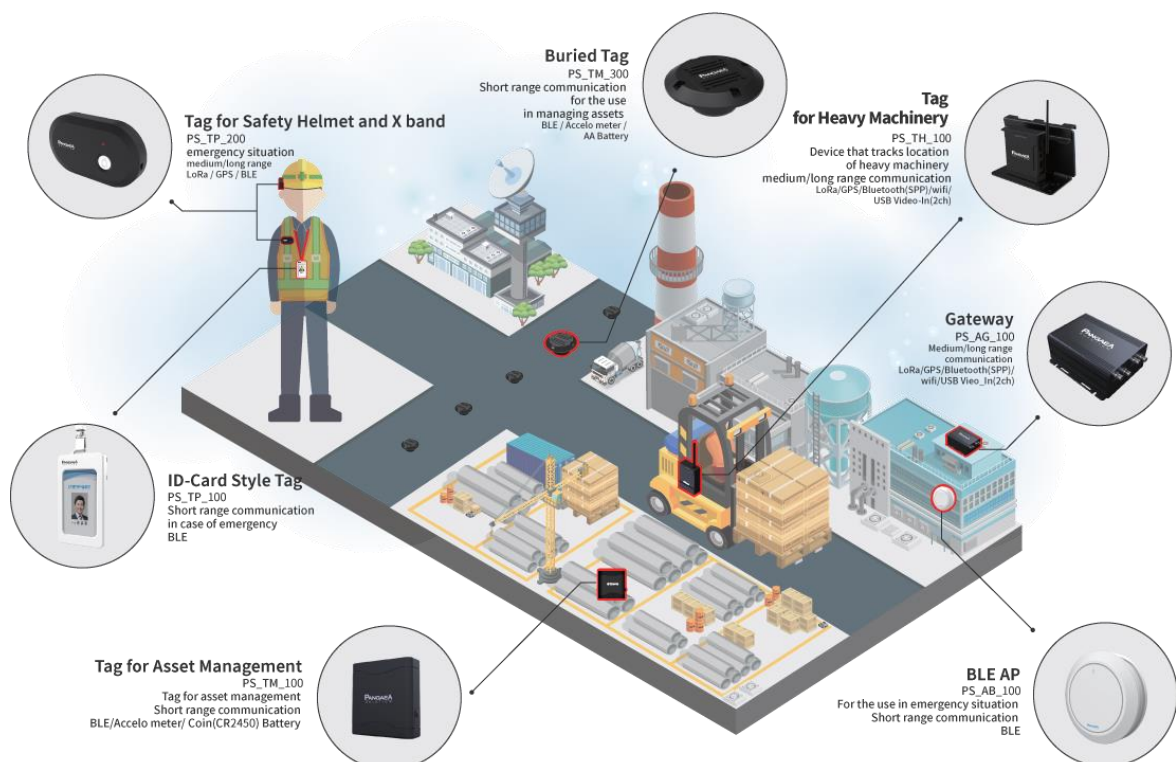 Buried Tag
PS_TM_300
Short range communication
for the use
in managing assets
BLE / Accelo meter /
AA Battery
PANGAEA
Tag for Safety Helmet and X band
PS_TP_200
emergency situation
medium/long range
LoRa / GPS / BLE
Tag
for Heavy Machinery
PS_TH_100
Device that tracks location
of heavy machinery
medium/long range communication
LoRa/GPS/Bluetooth(SPP)/wifi/
USB Video-In(2ch)
Gateway
PS_AG_100
Medium/long range
communication
LoRa/GPS/Bluetooth(SPP)/
wifi/USB Vieo_In(2ch)
PANGAEA
ID-Card Style Tag
PS_TP_100
Short range communication
in case of emergency
BLE
Tag for Asset Management
PS_TM_100
Tag for asset management
Short range communication
BLE/Accelo meter/ Coin(CR2450) Battery
PANGAEA
BLE AP
PS_AB_100
For the use in emergency situation
Short range communication
BLE